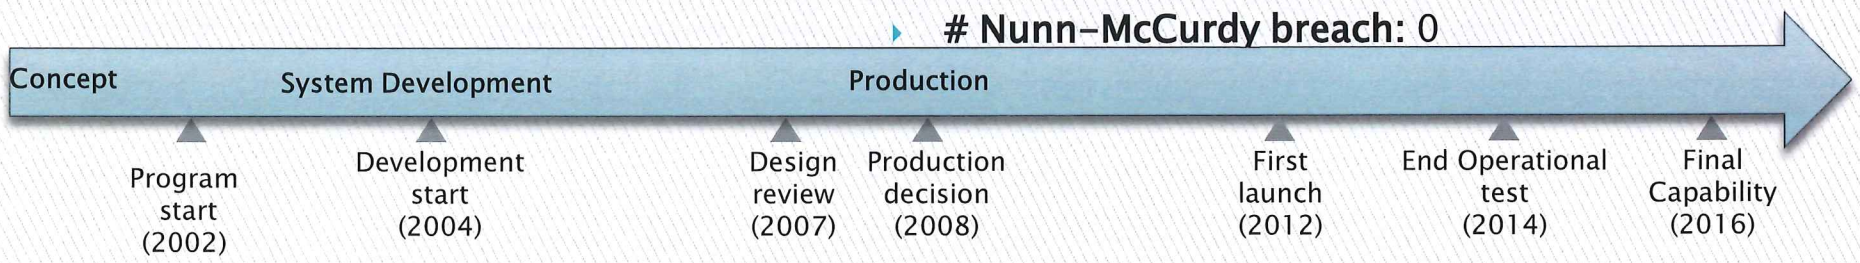 # Nunn-McCurdy breach: 0
Concept
System Development
Production
Program
start
(2002)
Development
start
(2004)
Design
review
(2007)
Production
decision
(2008)
First
launch
(2012)
End Operational
test
(2014)
Final
Capability
(2016)